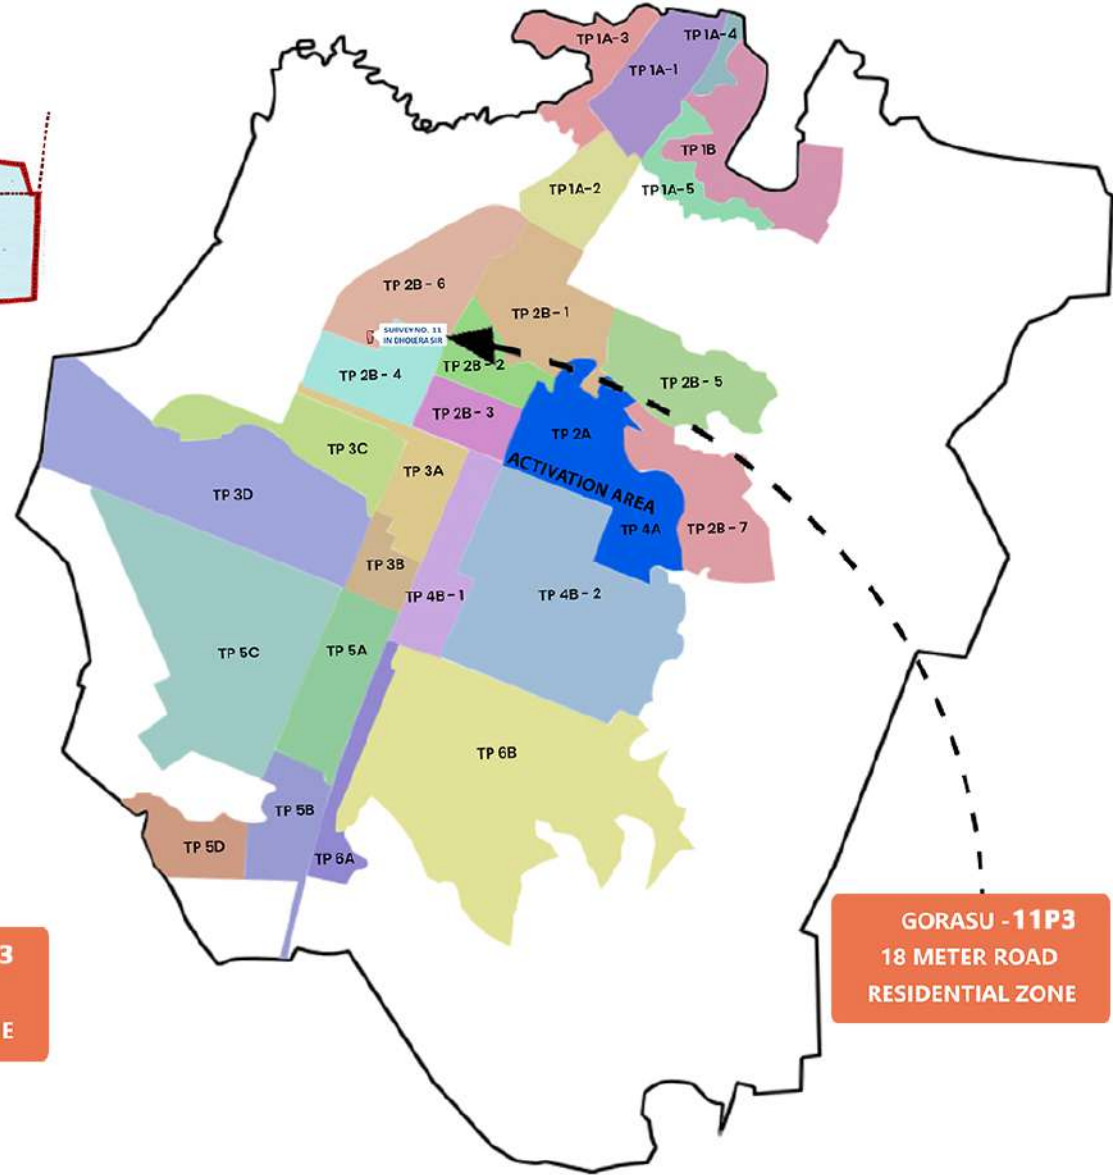 TP 1A-3
TP 1A-4
TP 1A-1
TP 1B
TP 1A-2
TP 1A-5
TP 2B - 6
TP 2B - 1
SURVEY NO. 11
IN DHOLERA SIR
TP 2B - 2
TP 2B - 4
TP 2B - 5
TP 2B - 3
TP 2A
TP 3C
TP 3A
ACTIVATION AREA
TP 3D
TP 4A
TP 2B - 7
TP 3B
TP 4B - 1
TP 4B - 2
TP 5C
TP 5A
TP 6B
TP 5B
TP 5D
TP 6A
GORASU - 11P3
18 METER ROAD
RESIDENTIAL ZONE
3
E